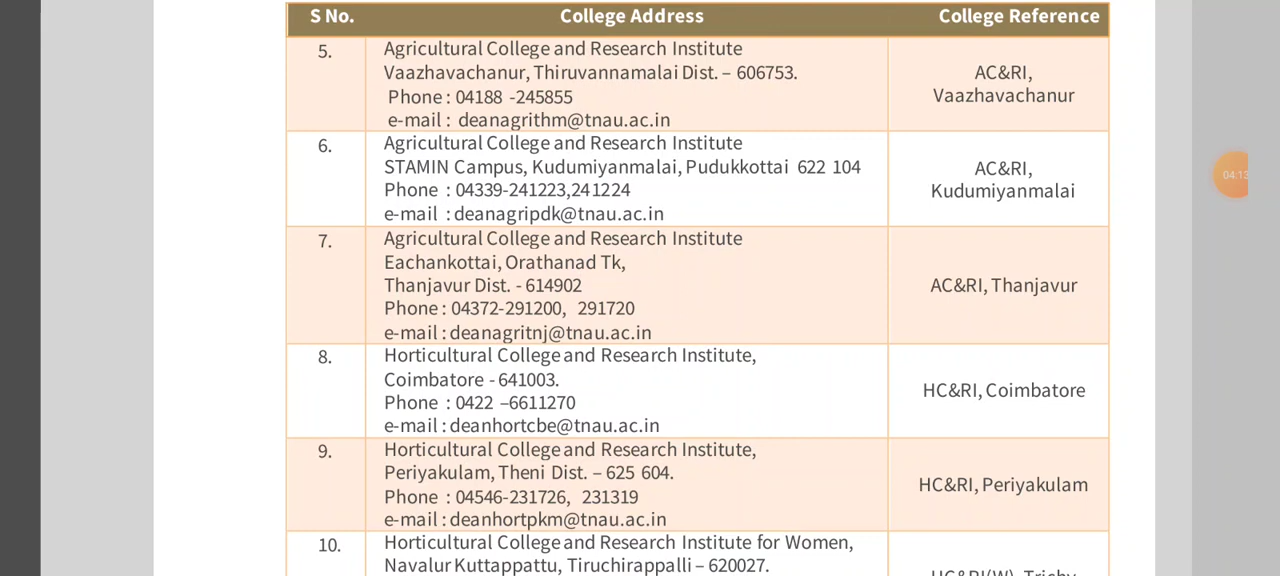 S No. College Address College Reference
5. Agricultural College and Research Institute
Vaazhavachanur, Thiruvannamalai Dist. – 606753.
Phone : 04188 -245855
e-mail : deanagrithm@tnau.ac.in
AC&RI,
Vaazhavachanur
6. Agricultural College and Research Institute
STAMIN Campus, Kudumiyanmalai, Pudukkottai 622 104
Phone : 04339-241223,241224
e-mail : deanagripdk@tnau.ac.in
AC&RI,
Kudumiyanmalai
7. Agricultural College and Research Institute
Eachankottai, Orathanad Tk,
Thanjavur Dist. - 614902
Phone : 04372-291200, 291720
e-mail : deanagritnj@tnau.ac.in
AC&RI, Thanjavur
8. Horticultural College and Research Institute,
Coimbatore - 641003.
Phone : 0422 –6611270
e-mail : deanhortcbe@tnau.ac.in
HC&RI, Coimbatore
9. Horticultural College and Research Institute,
Periyakulam, Theni Dist. – 625 604.
Phone : 04546-231726, 231319
e-mail : deanhortpkm@tnau.ac.in
HC&RI, Periyakulam
10. Horticultural College and Research Institute for Women,
Navalur Kuttappattu, Tiruchirappalli – 620027.
HC&RI(W), Trichy
04:13